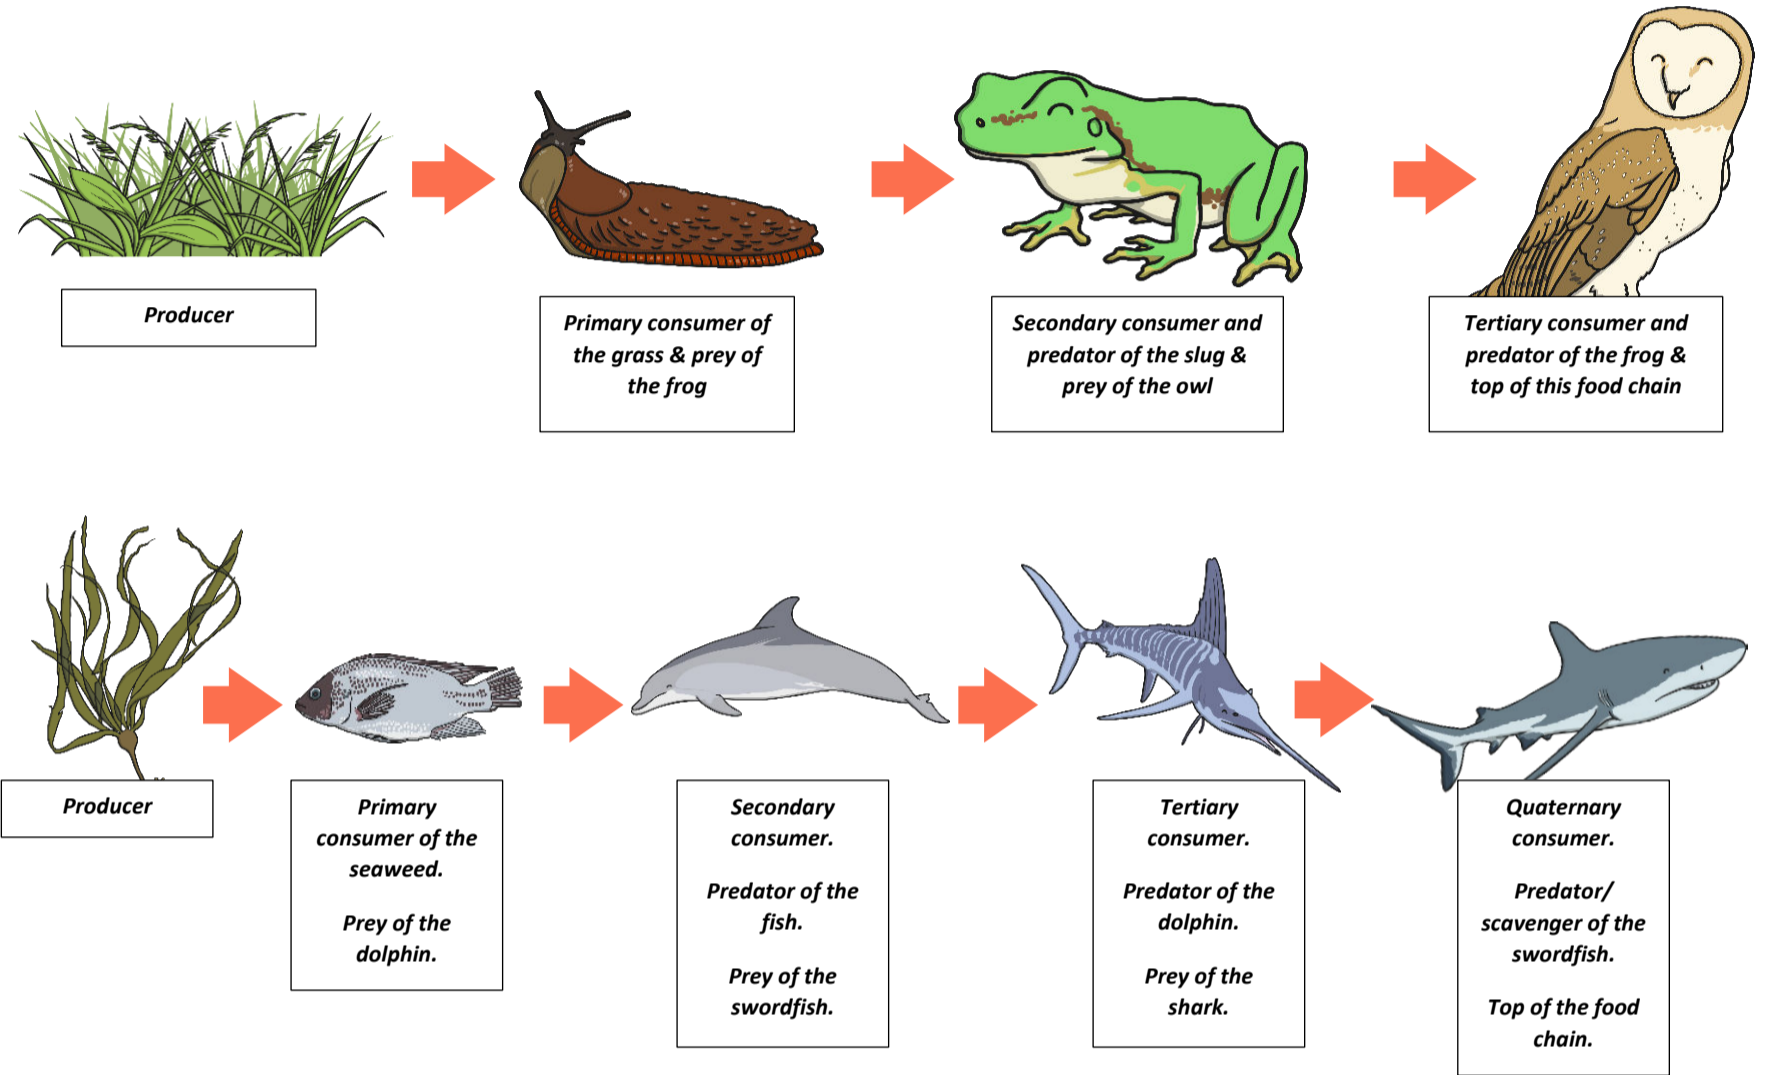 Producer
Primary consumer of
the grass & prey of
the frog
Secondary consumer and
predator of the slug &
prey of the owl
Tertiary consumer and
predator of the frog &
top of this food chain
Producer
Primary
consumer of the
seaweed.
Prey of the
dolphin.
Secondary
consumer.
Predator of the
fish.
Prey of the
swordfish.
Tertiary
consumer.
Predator of the
dolphin.
Prey of the
shark.
Quaternary
consumer.
Predator/
scavenger of the
swordfish.
Top of the food
chain.